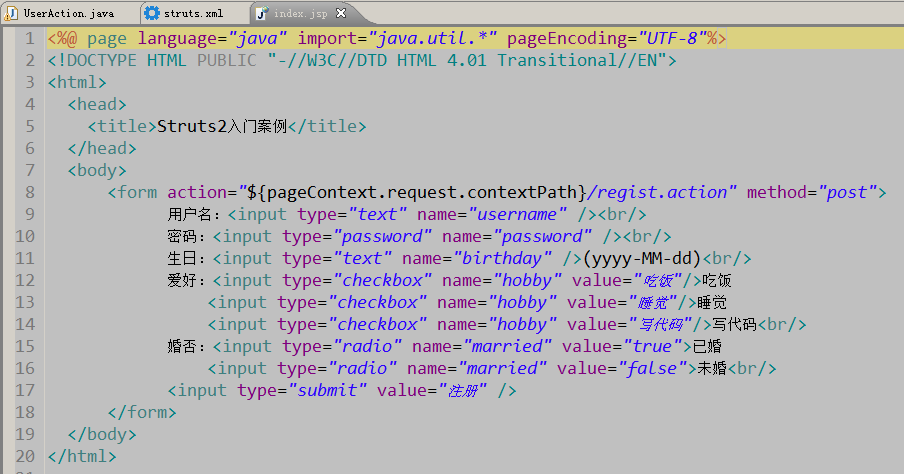 UserAction.java struts.xml index.jsp
1 <%@ page language="java" import="java.util.*" pageEncoding="UTF-8"%>
2 <!DOCTYPE HTML PUBLIC "-//W3C//DTD HTML 4.01 Transitional//EN">
3 <html>
4 <head>
5 <title>Struts2入门案例</title>
6 </head>
7 <body>
8 <form action="${pageContext.request.contextPath}/regist.action" method="post">
9 用户名：<input type="text" name="username" /><br/>
10 密码：<input type="password" name="password" /><br/>
11 生日：<input type="text" name="birthday" />(yyyy-MM-dd)<br/>
12 爱好：<input type="checkbox" name="hobby" value="吃饭"/>吃饭
13 <input type="checkbox" name="hobby" value="睡觉"/>睡觉
14 <input type="checkbox" name="hobby" value="写代码"/>写代码<br/>
15 婚否：<input type="radio" name="married" value="true">已婚
16 <input type="radio" name="married" value="false">未婚<br/>
17 <input type="submit" value="注册" />
18 </form>
19 </body>
20 </html>